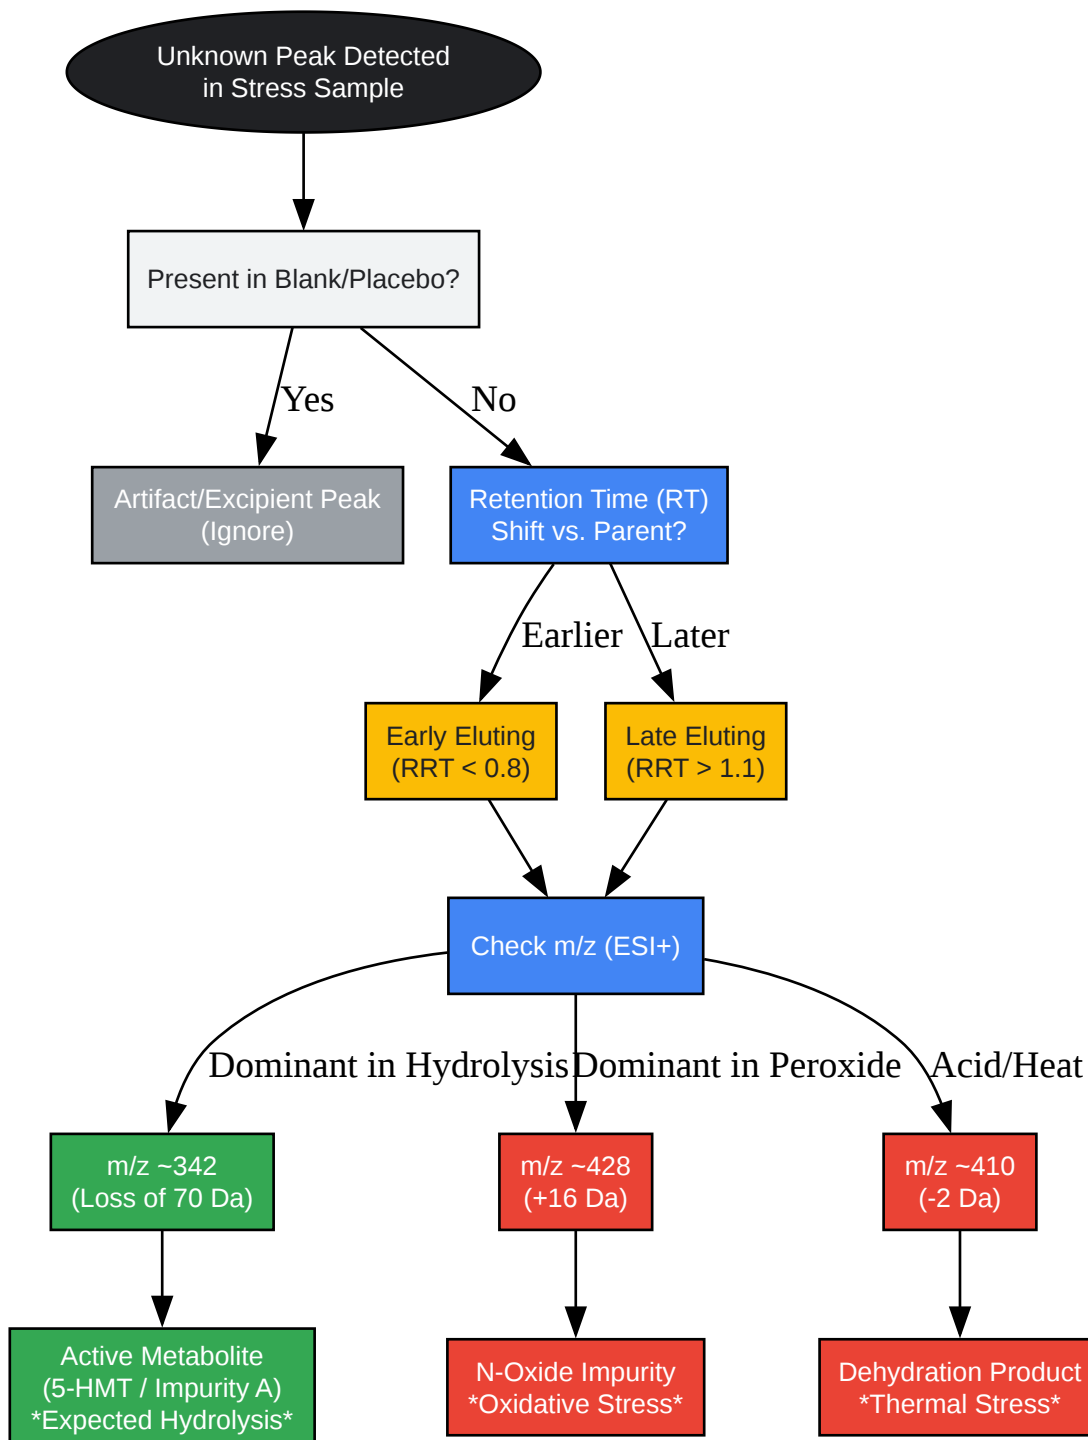 Unknown Peak Detected
in Stress Sample
Present in Blank/Placebo?
Yes
No
Artifact/Excipient Peak
(Ignore)
Retention Time (RT)
Shift vs. Parent?
Earlier
Later
Early Eluting
(RRT < 0.8)
Late Eluting
(RRT > 1.1)
Check m/z (ESI+)
Dominant in Hydrolysis
Dominant in Peroxide
Acid/Heat
m/z ~342
(Loss of 70 Da)
m/z ~428
(+16 Da)
m/z ~410
(-2 Da)
Active Metabolite
(5-HMT / Impurity A)
*Expected Hydrolysis*
N-Oxide Impurity
*Oxidative Stress*
Dehydration Product
*Thermal Stress*